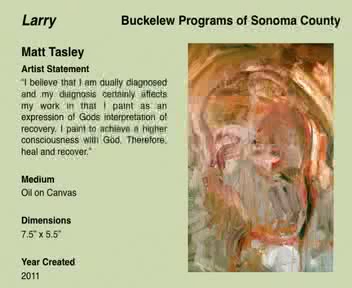 Larry
Buckelew Programs of Sonoma County
Matt Tasley
Artist Statement
“I believe that I am dually diagnosed
and my diagnosis certainly affects
my work in that I paint as an
expression of Gods interpretation of
recovery. I paint to achieve a higher
consciousness with God. Therefore,
heal and recover.”
Medium
Oil on Canvas
Dimensions
7.5” x 5.5”
Year Created
2011